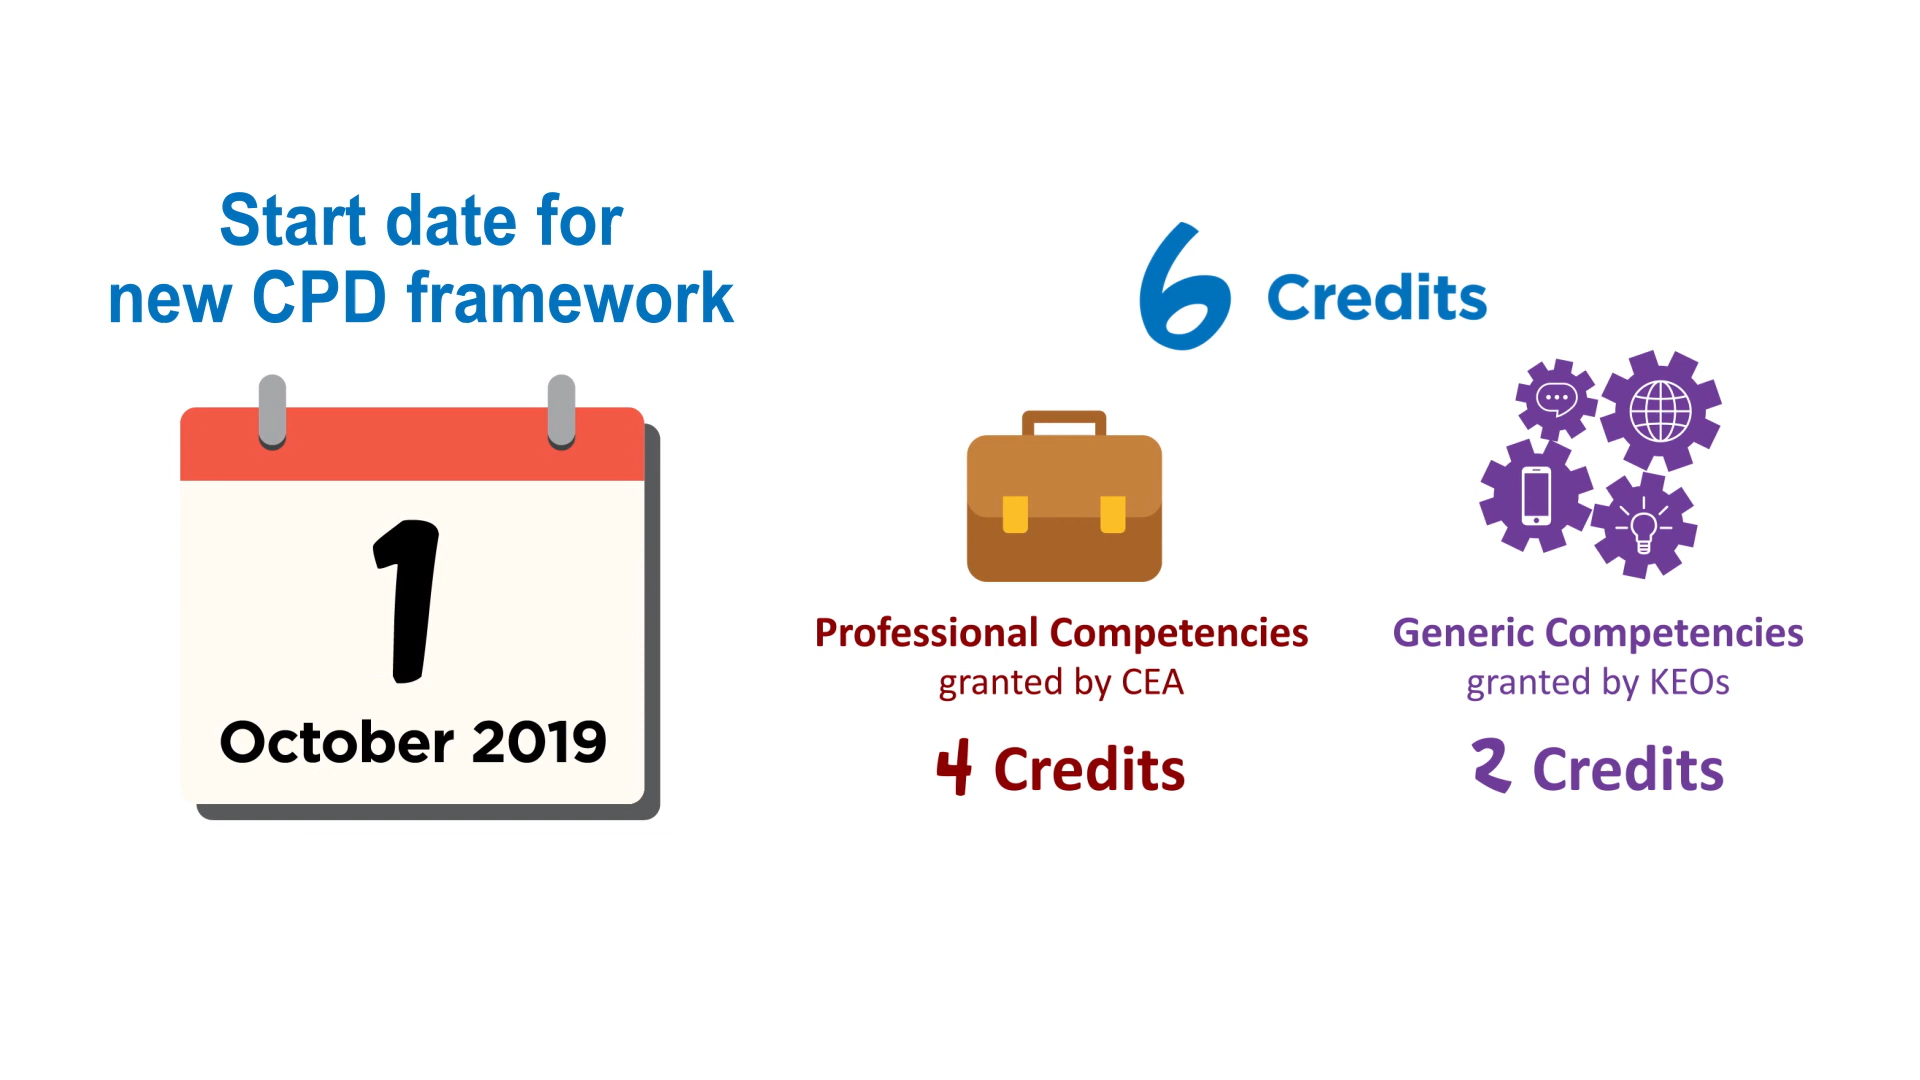 Start date for
new CPD framework
1
October 2019
6 Credits
Professional Competencies
granted by CEA
4 Credits
Generic Competencies
granted by KEOs
2 Credits